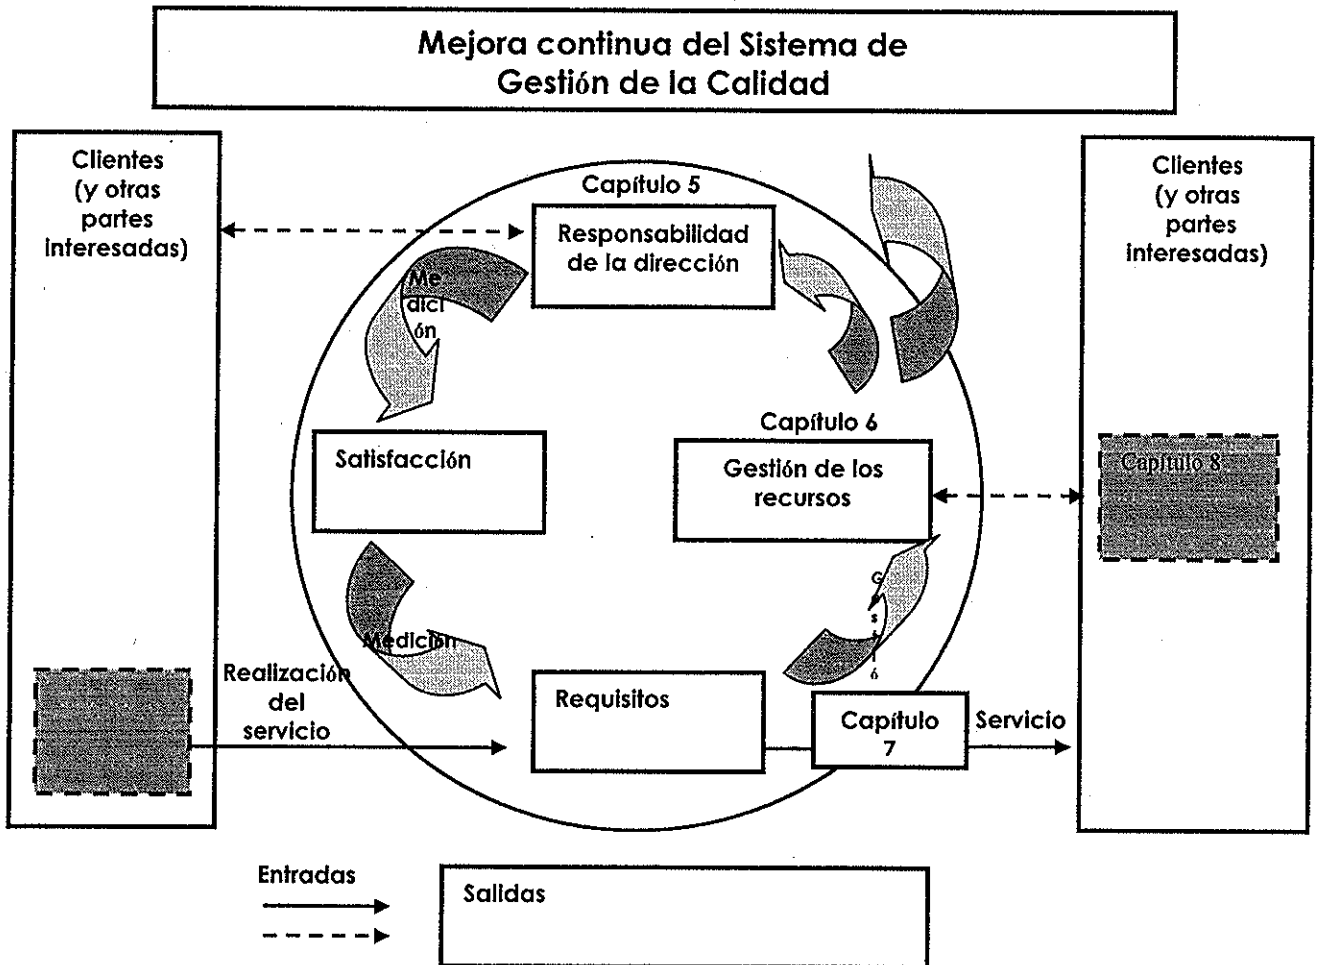 Mejora continua del Sistema de
Gestión de la Calidad
Clientes
(y otras
partes
interesadas)
Capítulo 5
Responsabilidad
de la dirección
Clientes
(y otras
partes
interesadas)
Me
dici
ón
Capítulo 6
Satisfacción
Gestión de los
recursos
Capítulo 8
G
e
s
t
i ó
Medición
Realización
del
servicio
Requisitos
Capítulo
7
Servicio
Entradas
Salidas